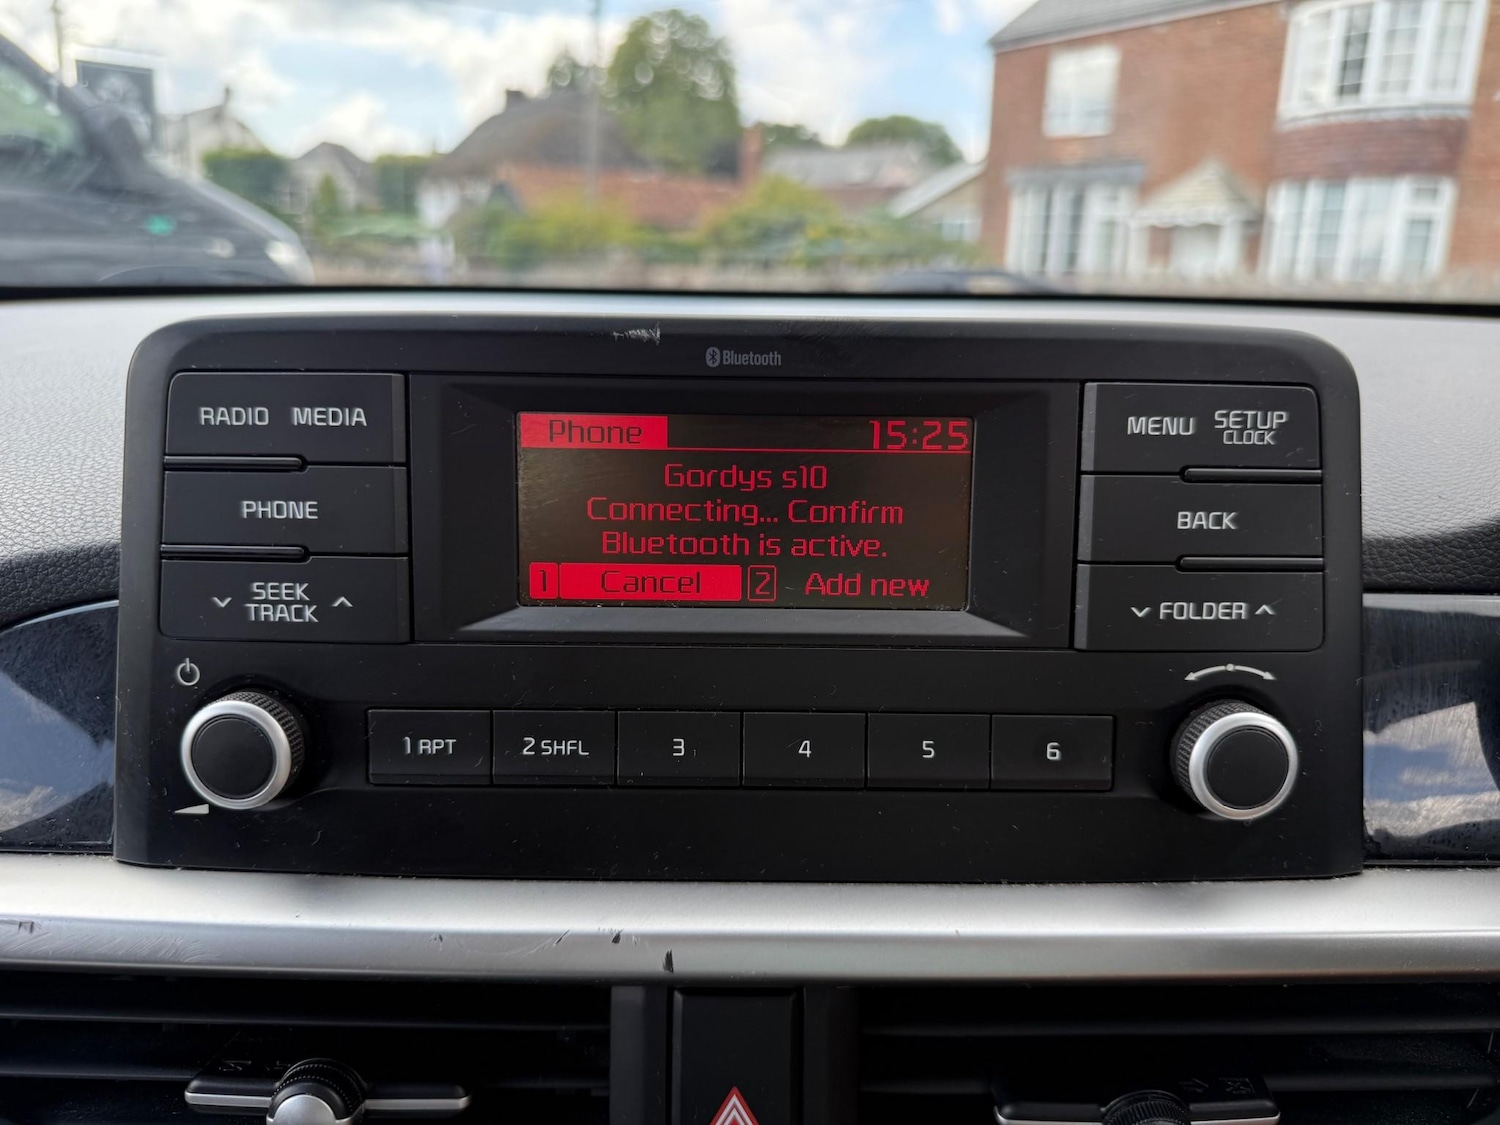 Bluetooth
RADIO MEDIA
PHONE
SEEK
TRACK
Phone 15:25
Gordys s10
Connecting... Confirm
Bluetooth is active.
1 Cancel 2 Add new
MENU SETUP
CLOCK
BACK
FOLDER
1 RPT 2 SHFL 3 4 5 6